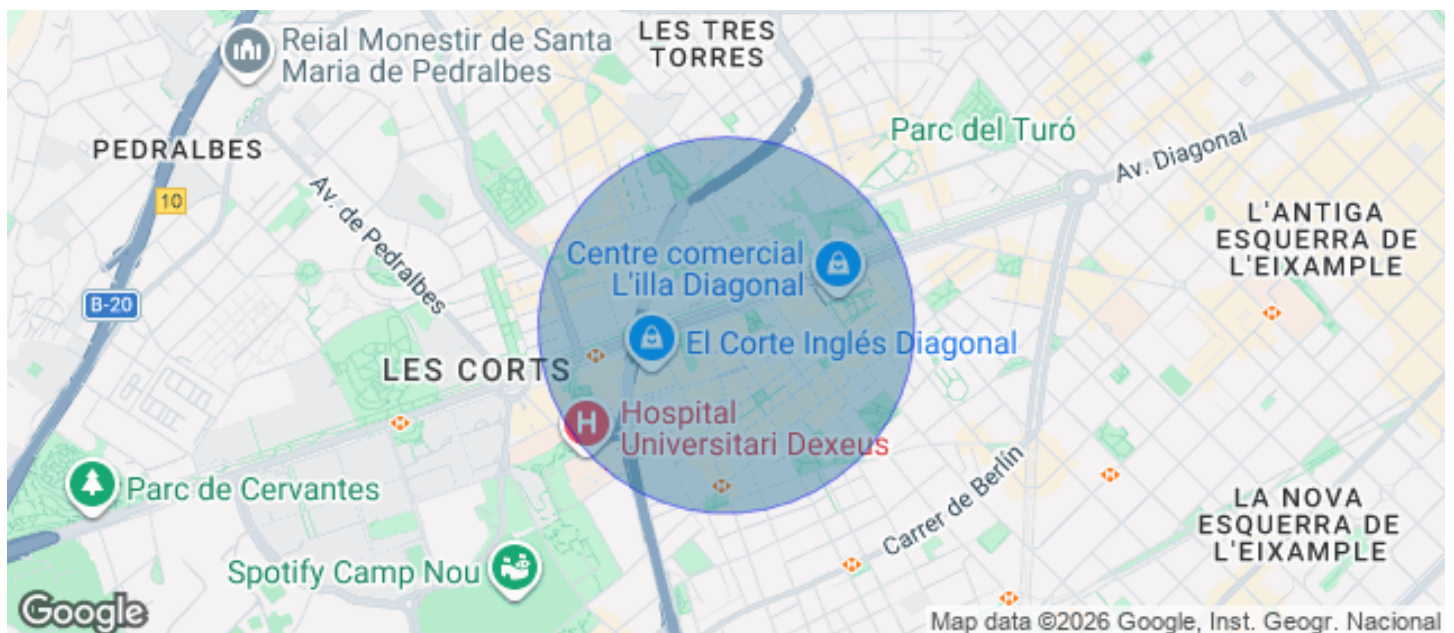 LES TRES
TORRES
Reial Monestir de Santa
Maria de Pedralbes
PEDRALBES
Parc del Turó
Av. Diagonal
10
Av. de Pedralbes
L'ANTIGA
ESQUERRA DE
L'EIXAMPLE
Centre comercial
L'illa Diagonal
B-20
El Corte Inglés Diagonal
LES CORTS
H
Hospital
Universitari Dexeus
Parc de Cervantes
Carrer de Berlín
LA NOVA
ESQUERRA DE
L'EIXAMPLE
Spotify Camp Nou
Google
Map data ©2026 Google, Inst. Geogr. Nacional